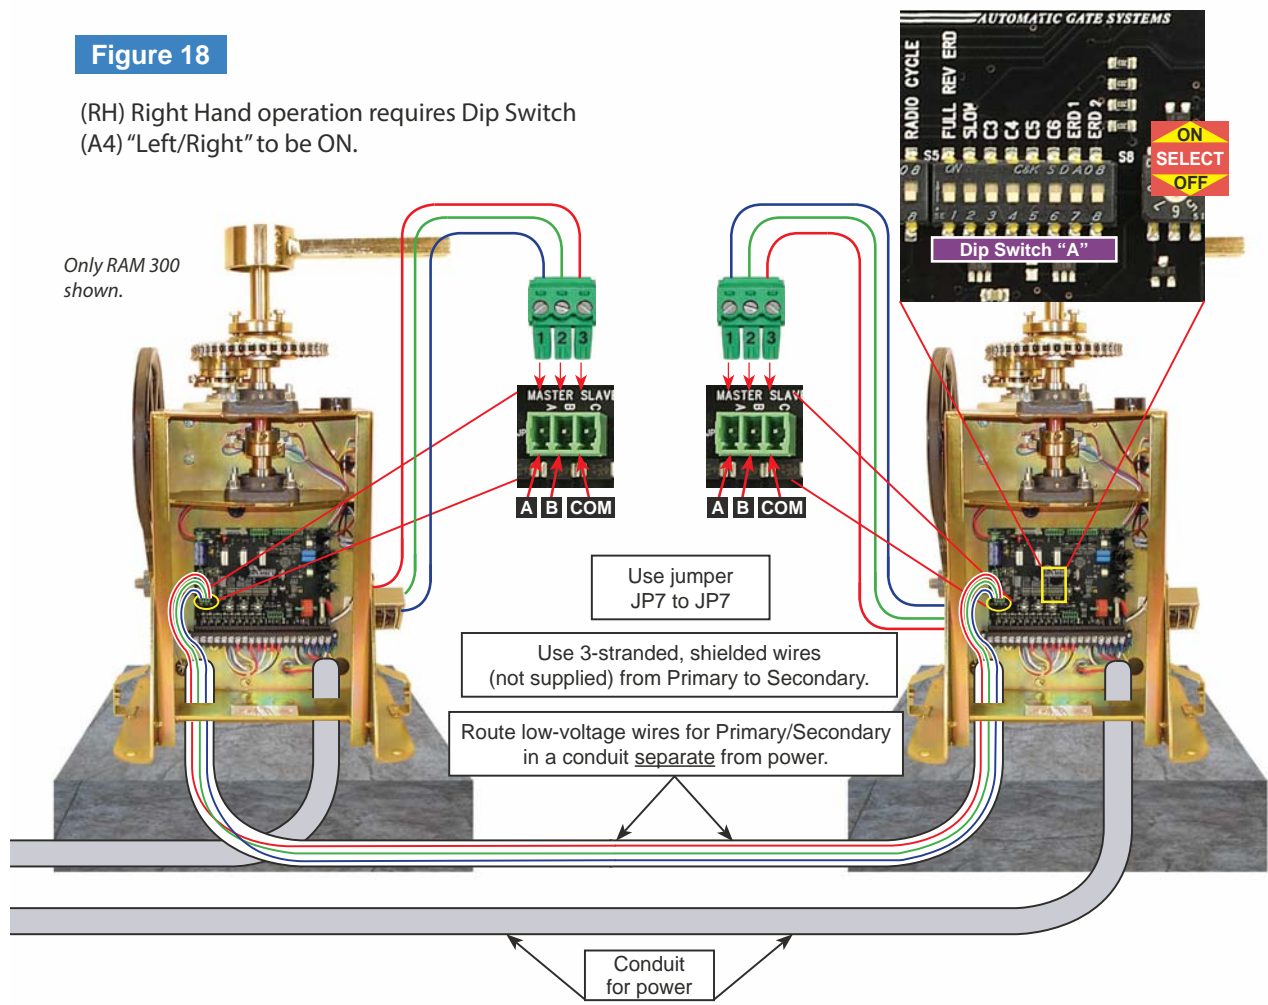 Figure 18
(RH) Right Hand operation requires Dip Switch
(A4) “Left/Right” to be ON.
Only RAM 300
shown.
AUTOMATIC GATE SYSTEMS
RADIO CYCLE
FULL REV ERD
SLOW
C3
C4
C5
C6
ERD 1
ERD 2
S5
S8
ON
C&K SDA08
1 2 3 4 5 6 7 8
ON
SELECT
OFF
Dip Switch “A”
1 2 3
MASTER SLAVE
A B C
JP
A B COM
1 2 3
MASTER SLAV
A B C
JP
A B COM
Use jumper
JP7 to JP7
Use 3-stranded, shielded wires
(not supplied) from Primary to Secondary.
Route low-voltage wires for Primary/Secondary
in a conduit separate from power.
Conduit
for power